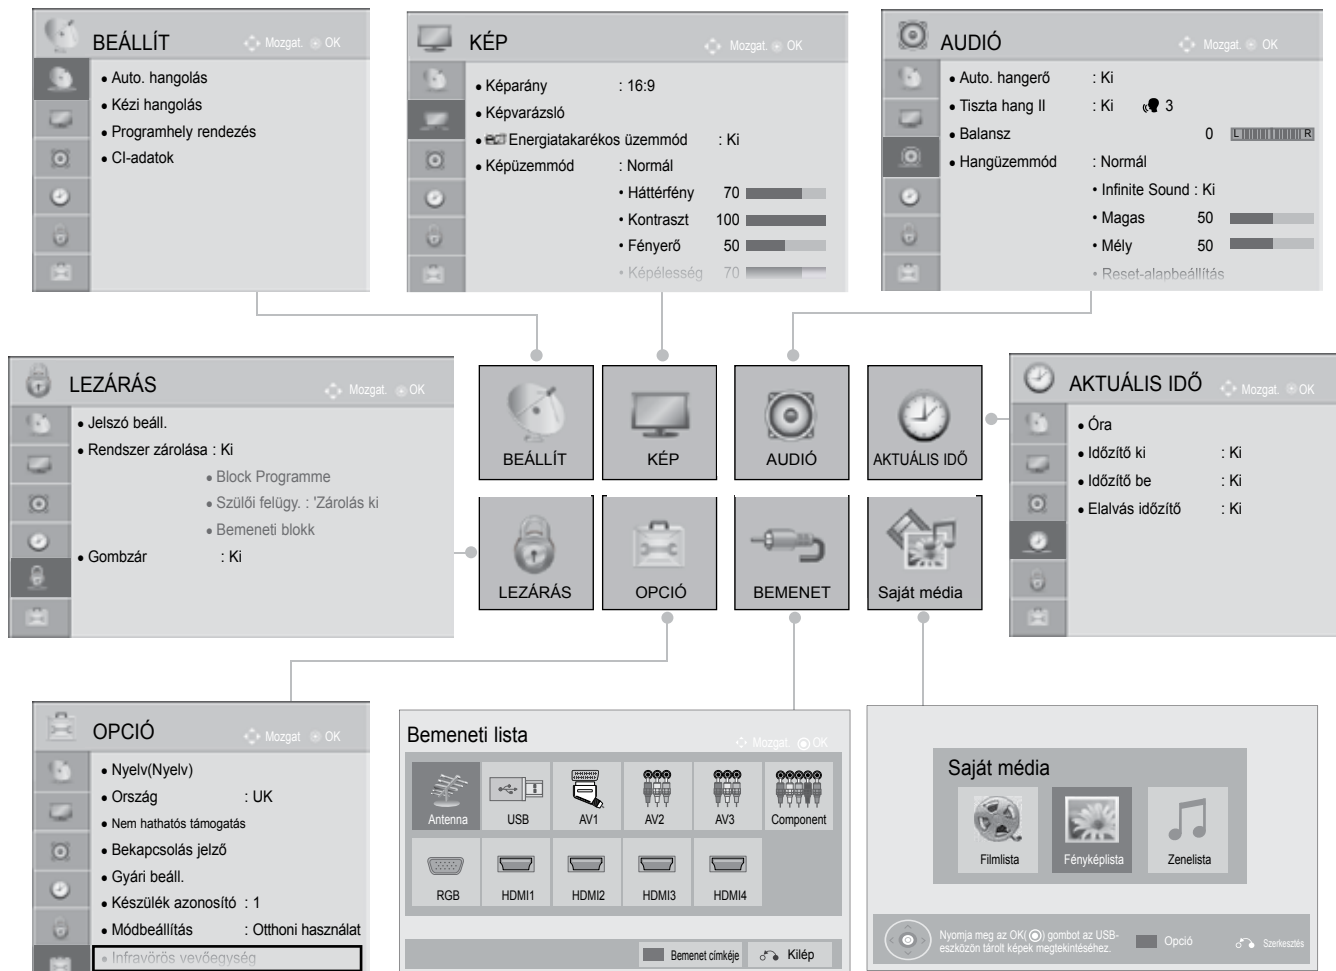 BEÁLLÍT
Mozgat. OK
• Auto. hangolás
• Kézi hangolás
• Programhely rendezés
• CI-adatok
KÉP
Mozgat. OK
• Képarány : 16:9
• Képvarázsló
• Energiatakarékos üzemmód : Ki
• Képüzemmód : Normál
• Háttérfény 70
• Kontraszt 100
• Fényerő 50
• Képélesség 70
AUDIÓ
Mozgat. OK
• Auto. hangerő : Ki
• Tiszta hang II : Ki 3
• Balansz 0 L R
• Hangüzemmód : Normál
• Infinite Sound : Ki
• Magas 50
• Mély 50
• Reset-alapbeállítás
LEZÁRÁS
Mozgat. OK
• Jelszó beáll.
• Rendszer zárolása : Ki
• Block Programme
• Szülői felügy. : 'Zárolás ki
• Bemeneti blokk
• Gombzár : Ki
BEÁLLÍT
KÉP
AUDIÓ
AKTUÁLIS IDŐ
LEZÁRÁS
OPCIÓ
BEMENET
Saját média
AKTUÁLIS IDŐ
Mozgat. OK
• Óra
• Időzítő ki : Ki
• Időzítő be : Ki
• Elalvás időzítő : Ki
OPCIÓ
Mozgat OK
• Nyelv(Nyelv)
• Ország : UK
• Nem hathatós támogatás
• Bekapcsolás jelző
• Gyári beáll.
• Készülék azonosító : 1
• Módbeállítás : Otthoni használat
• Infravörös vevőegység
Bemeneti lista
Mozgat. OK
Antenna
USB
AV1
AV2
AV3
Component
RGB
HDMI1
HDMI2
HDMI3
HDMI4
Bemenet címkéje
Kilép
Saját média
Filmlista
Fényképlista
Zenelista
Nyomja meg az OK( ) gombot az USB-
eszközön tárolt képek megtekintéséhez.
Opció
Szerkesztés